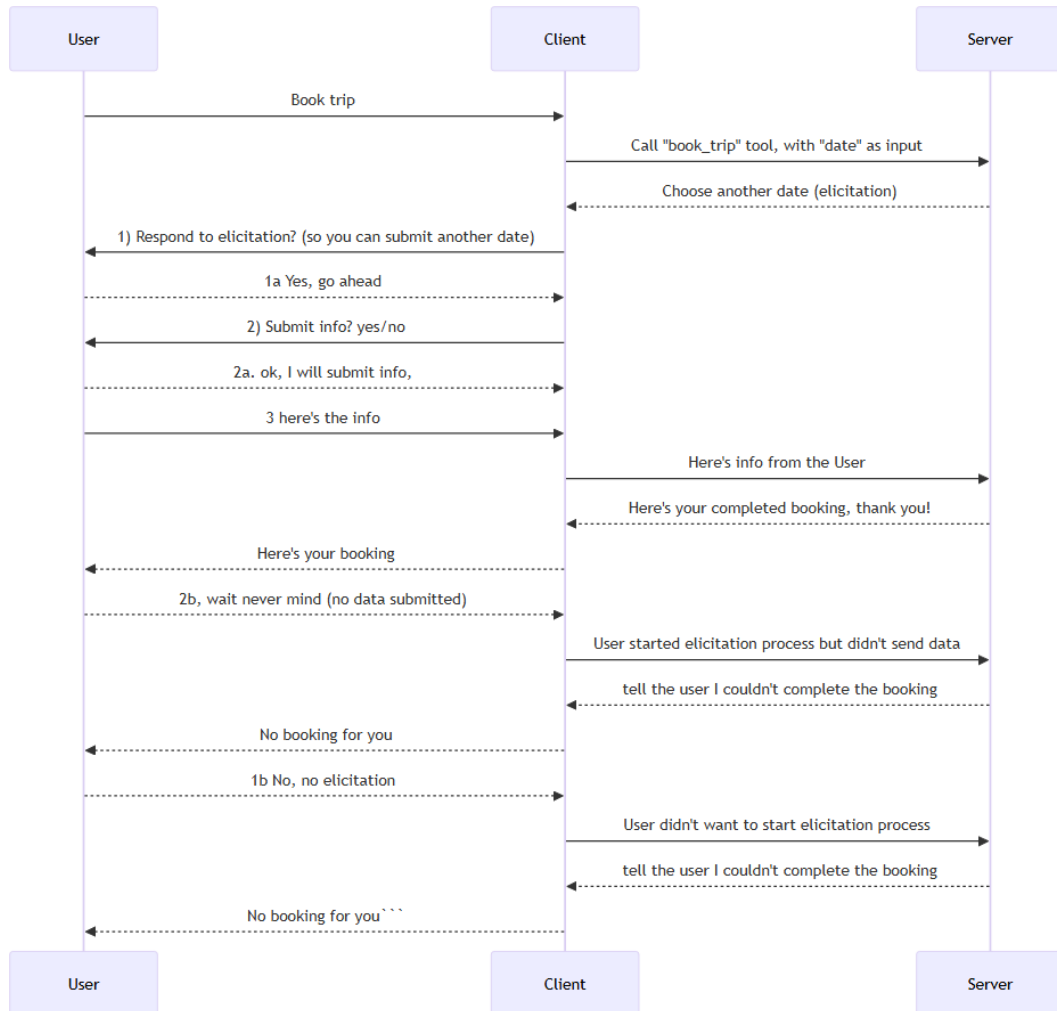 User
Client
Server
Book trip
Call "book_trip" tool, with "date" as input
Choose another date (elicitation)
1) Respond to elicitation? (so you can submit another date)
1a Yes, go ahead
2) Submit info? yes/no
2a. ok, I will submit info,
3 here's the info
Here's info from the User
Here's your completed booking, thank you!
Here's your booking
2b, wait never mind (no data submitted)
User started elicitation process but didn't send data
tell the user I couldn't complete the booking
No booking for you
1b No, no elicitation
User didn't want to start elicitation process
tell the user I couldn't complete the booking
No booking for you```
User
Client
Server